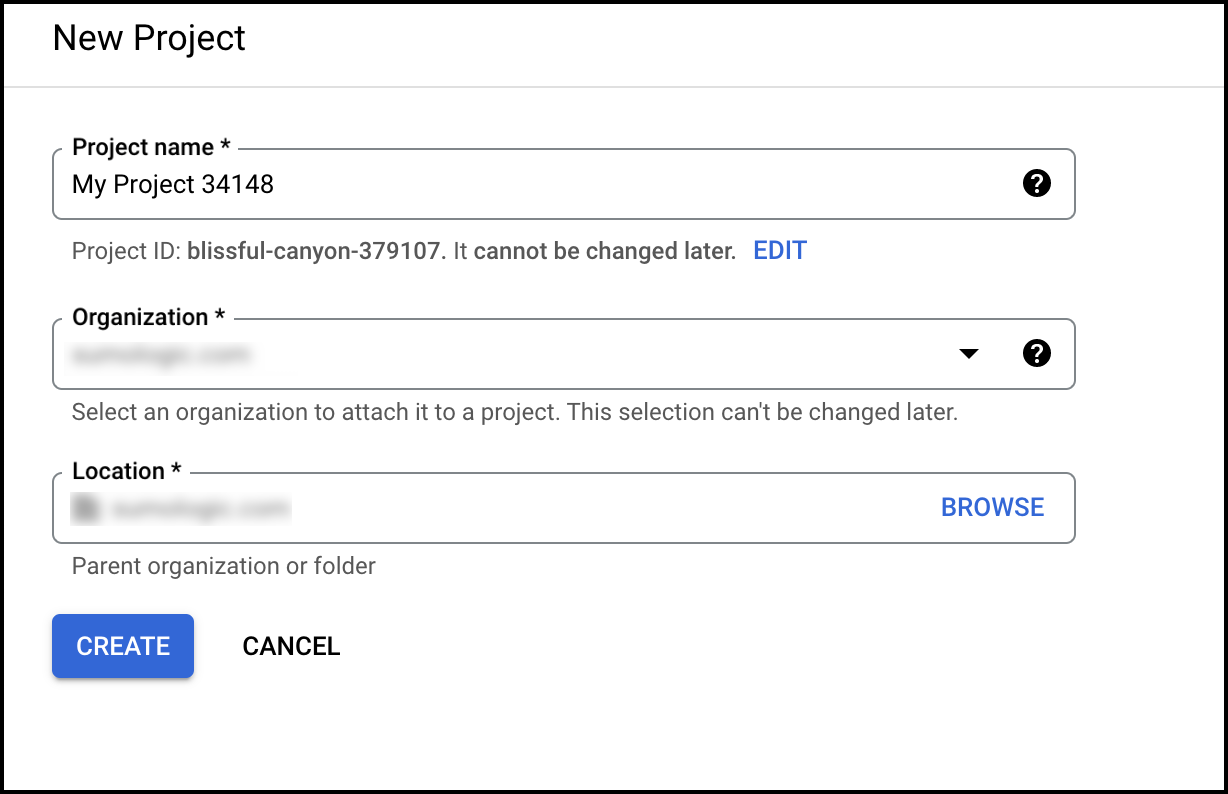 New Project
Project name *
My Project 34148
Project ID: blissful-canyon-379107. It cannot be changed later. EDIT
Organization *
Select an organization to attach it to a project. This selection can't be changed later.
Location *
BROWSE
Parent organization or folder
CREATE CANCEL